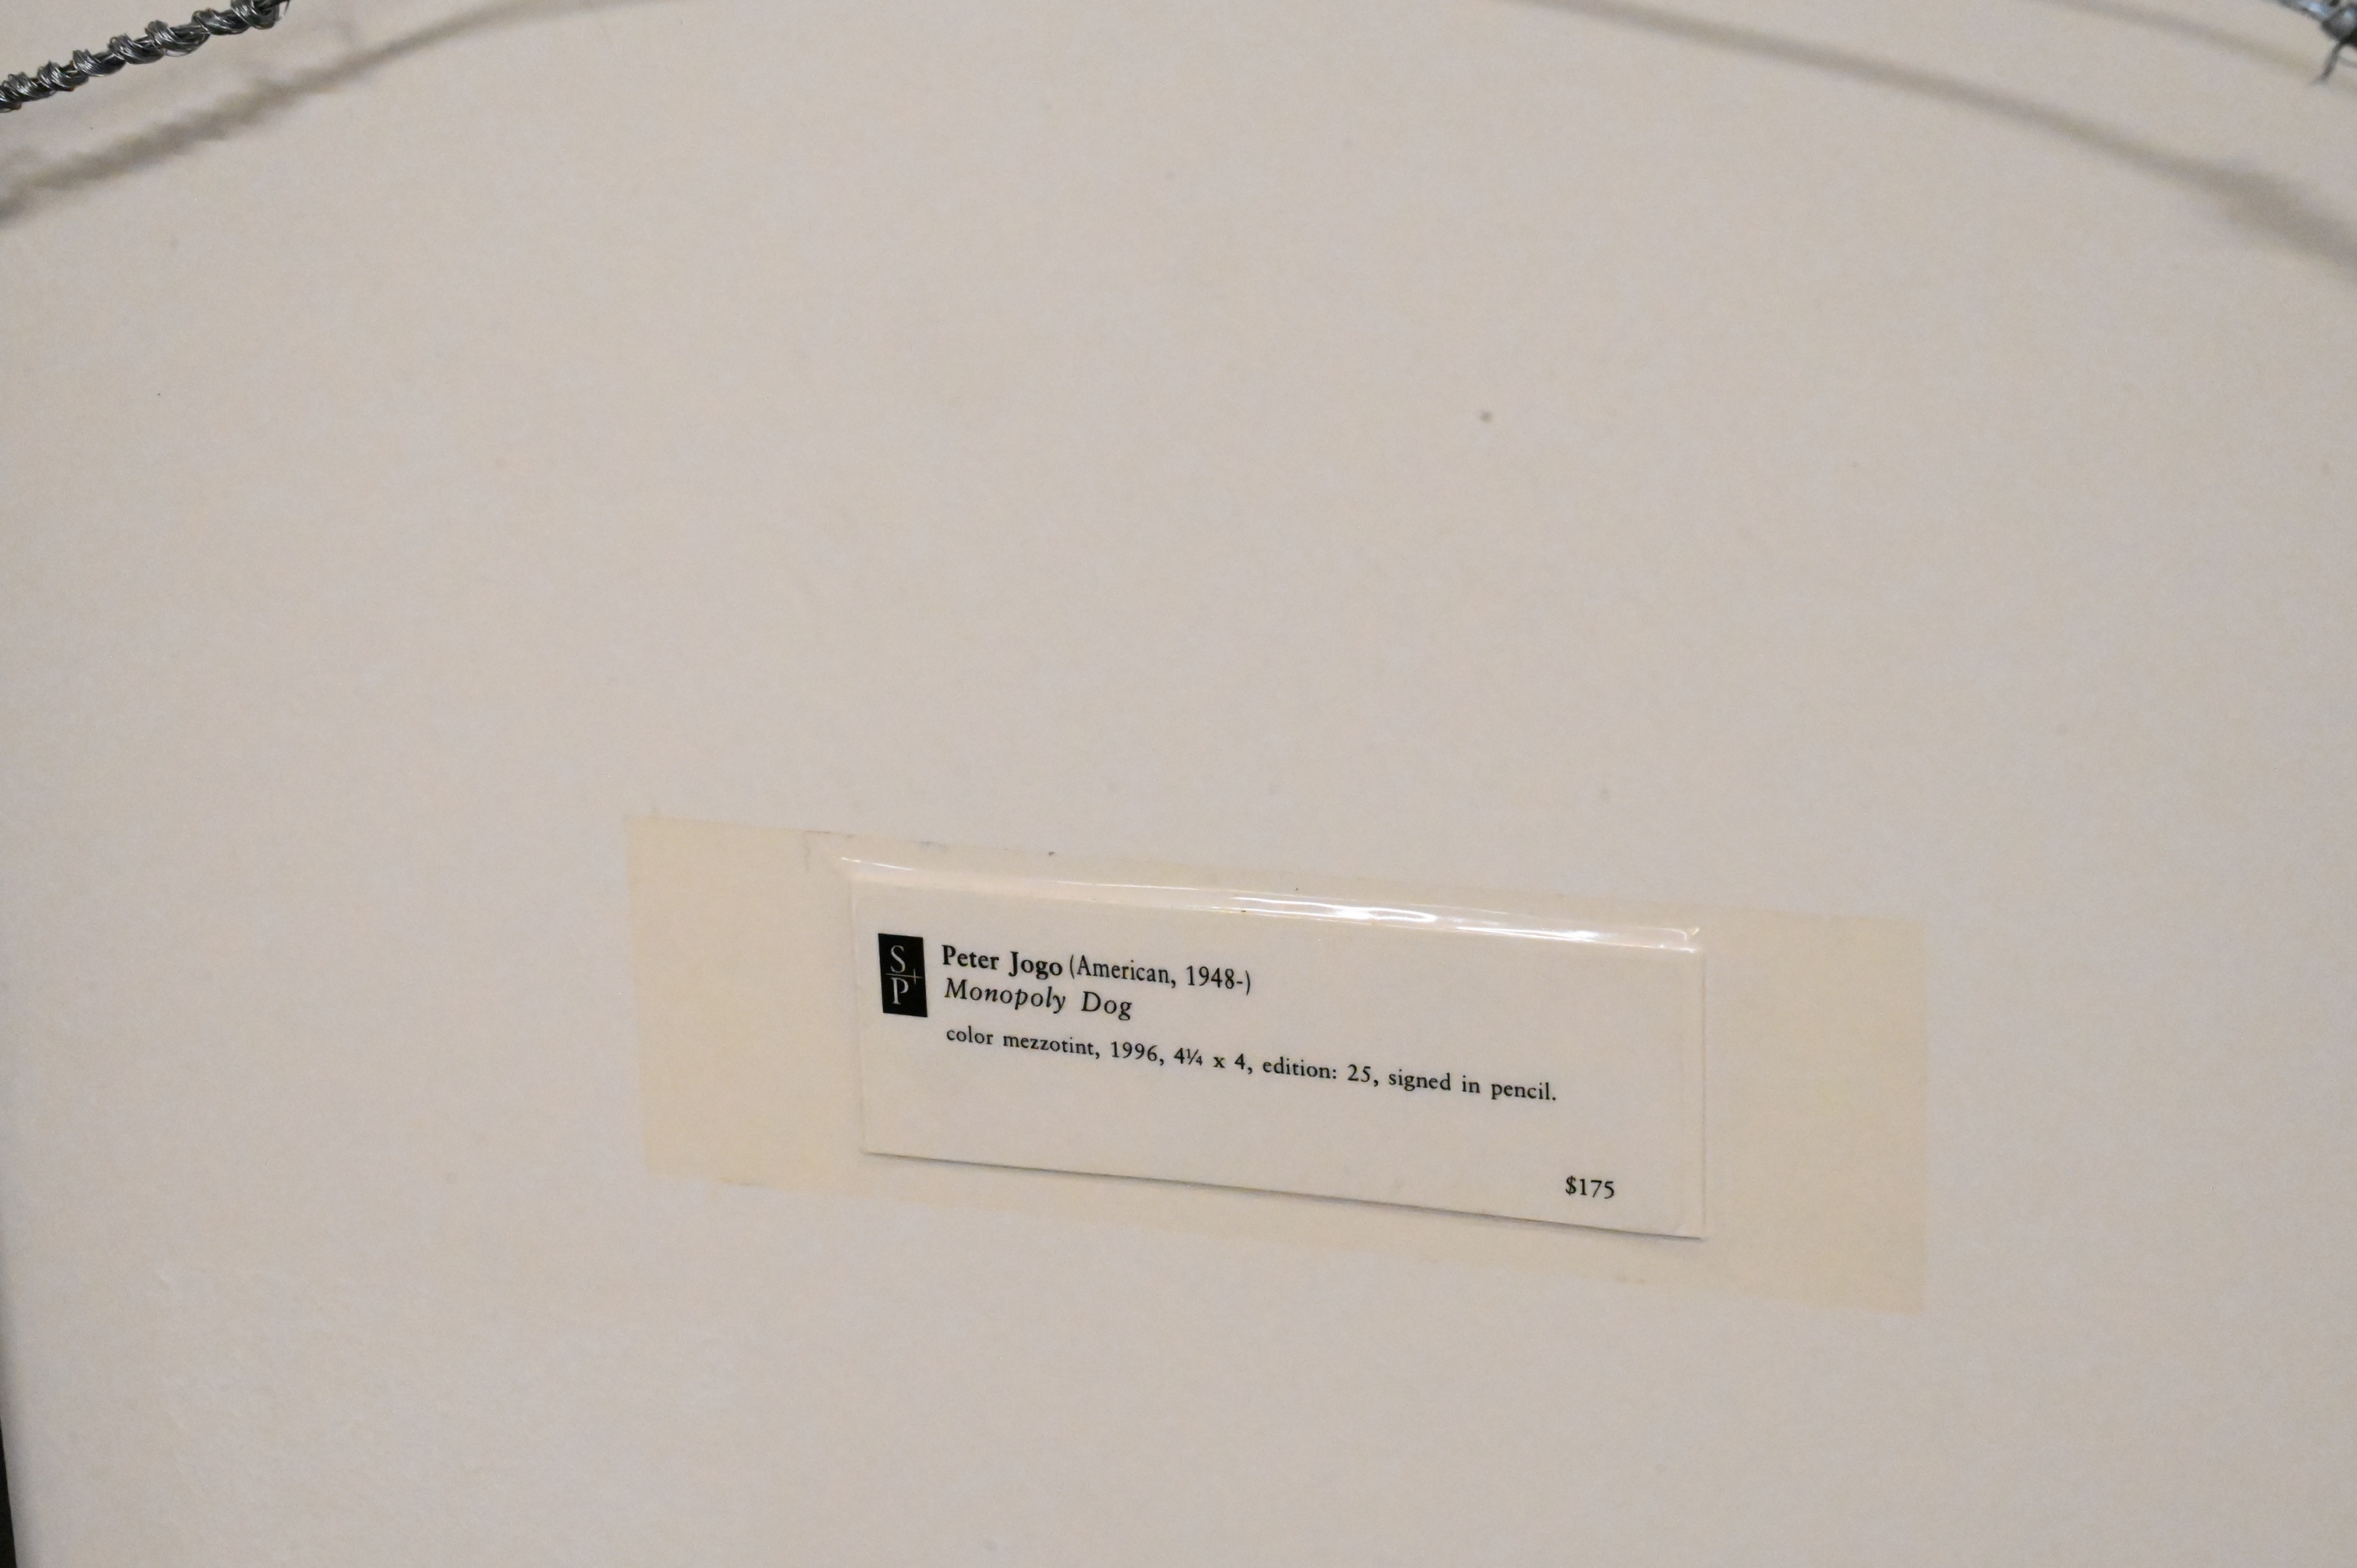 S+
P
Peter Jogo (American, 1948-)
Monopoly Dog
color mezzotint, 1996, 4¼ x 4, edition: 25, signed in pencil.
$175